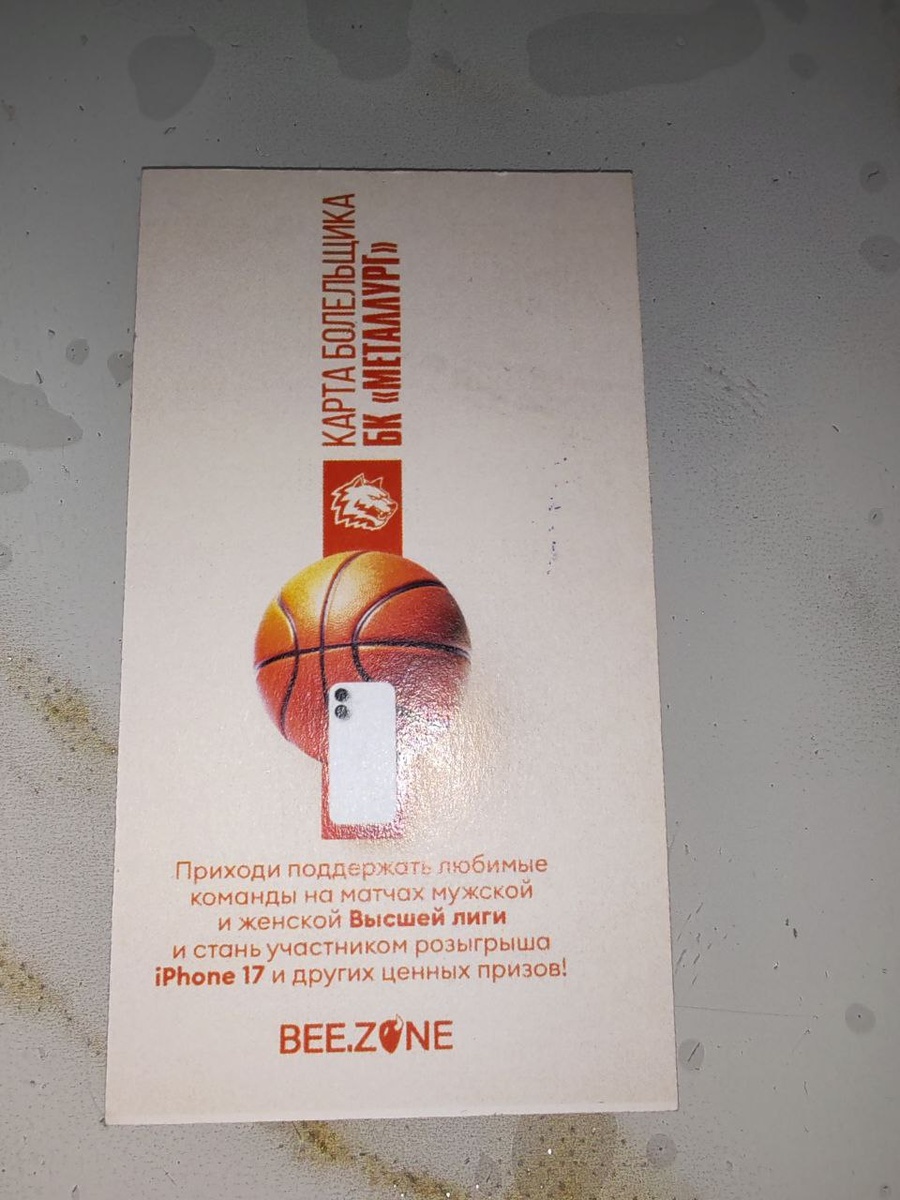 КАРТА БОЛЕЛЬЩИКА
БК «МЕТАЛЛУРГ»
Приходи поддержать любимые
команды на матчах мужской
и женской Высшей лиги
и стань участником розыгрыша
iPhone 17 и других ценных призов!
BEE.ZONE